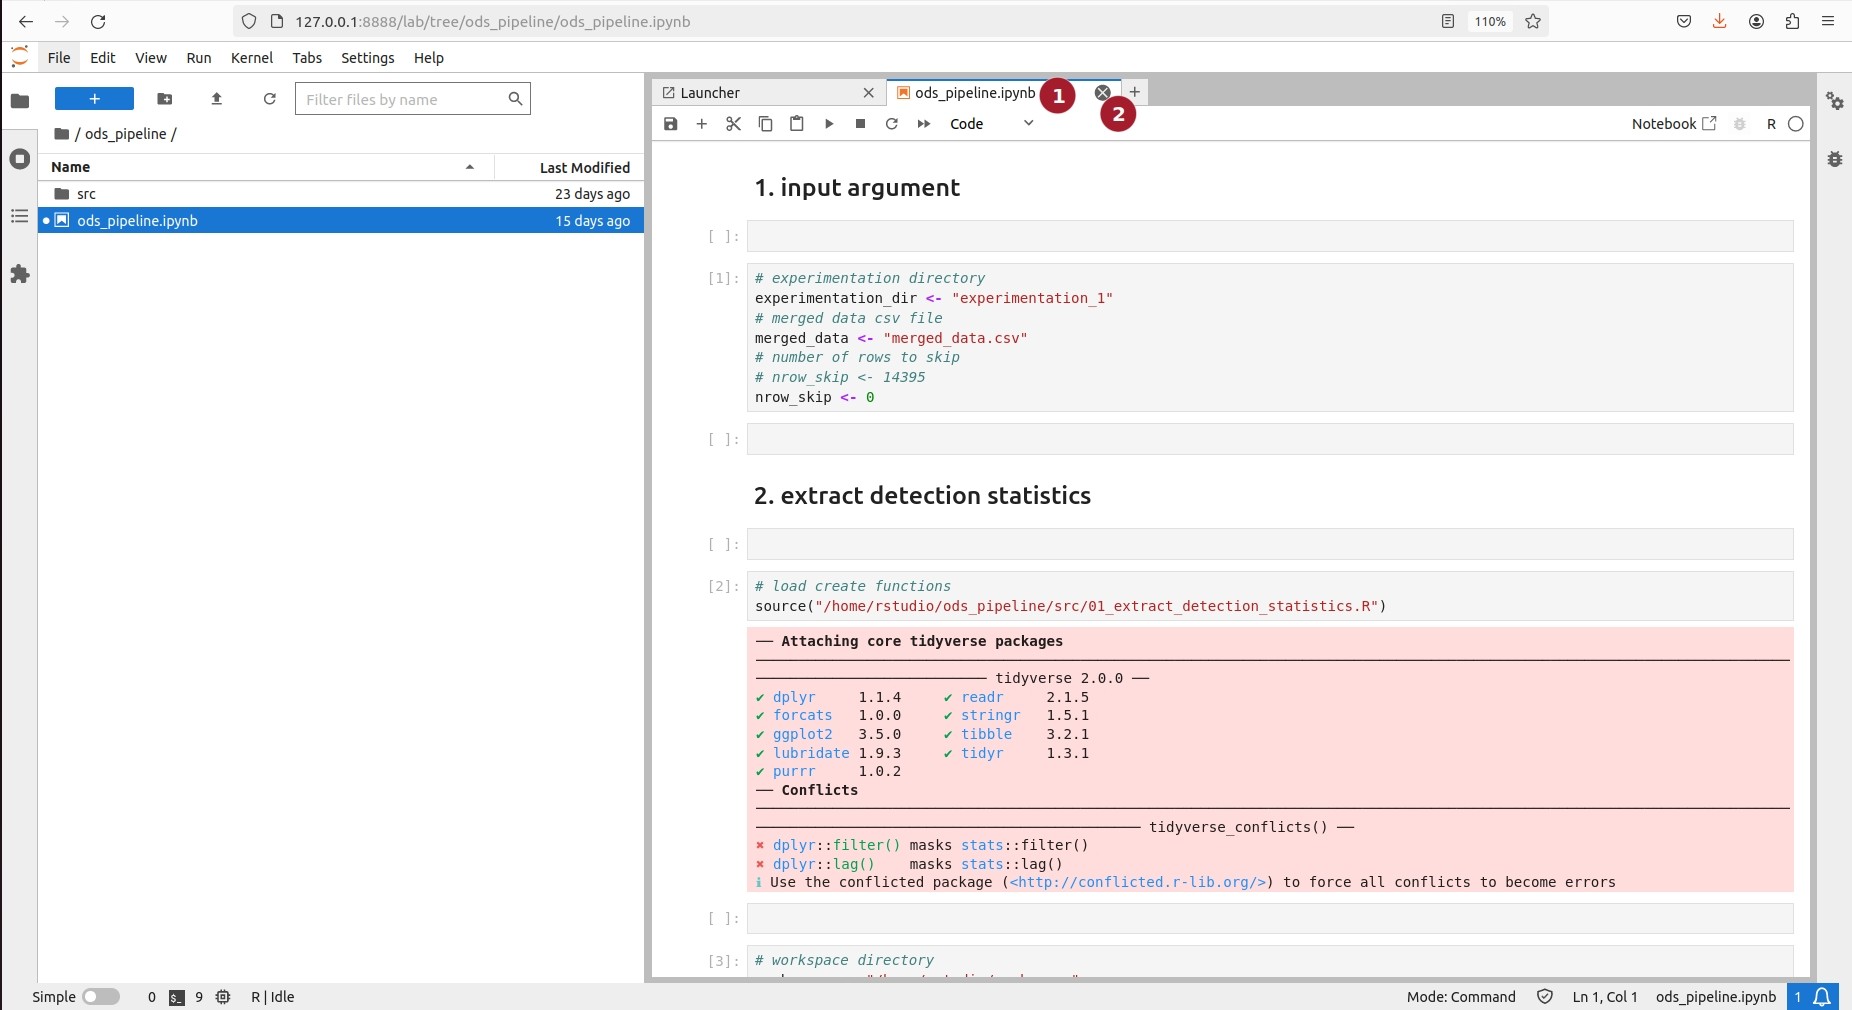 127.0.0.1:8888/lab/tree/ods_pipeline/ods_pipeline.ipynb
110%
File Edit View Run Kernel Tabs Settings Help
+
Filter files by name
/ ods_pipeline /
Name Last Modified
src 23 days ago
ods_pipeline.ipynb 15 days ago
Launcher
ods_pipeline.ipynb
1
2
Code
Notebook
R
1. input argument
[ ]:
[1]: # experimentation directory
experimentation_dir <- "experimentation_1"
# merged data csv file
merged_data <- "merged_data.csv"
# number of rows to skip
# nrow_skip <- 14395
nrow_skip <- 0
[ ]:
2. extract detection statistics
[ ]:
[2]: # load create functions
source("/home/rstudio/ods_pipeline/src/01_extract_detection_statistics.R")
── Attaching core tidyverse packages
── tidyverse 2.0.0 ──
✔ dplyr 1.1.4 ✔ readr 2.1.5
✔ forcats 1.0.0 ✔ stringr 1.5.1
✔ ggplot2 3.5.0 ✔ tibble 3.2.1
✔ lubridate 1.9.3 ✔ tidyr 1.3.1
✔ purrr 1.0.2
── Conflicts
── tidyverse_conflicts() ──
✖ dplyr::filter() masks stats::filter()
✖ dplyr::lag() masks stats::lag()
ℹ Use the conflicted package (<http://conflicted.r-lib.org/>) to force all conflicts to become errors
[ ]:
[3]: # workspace directory
Simple 0 9 R | Idle
Mode: Command Ln 1, Col 1 ods_pipeline.ipynb 1